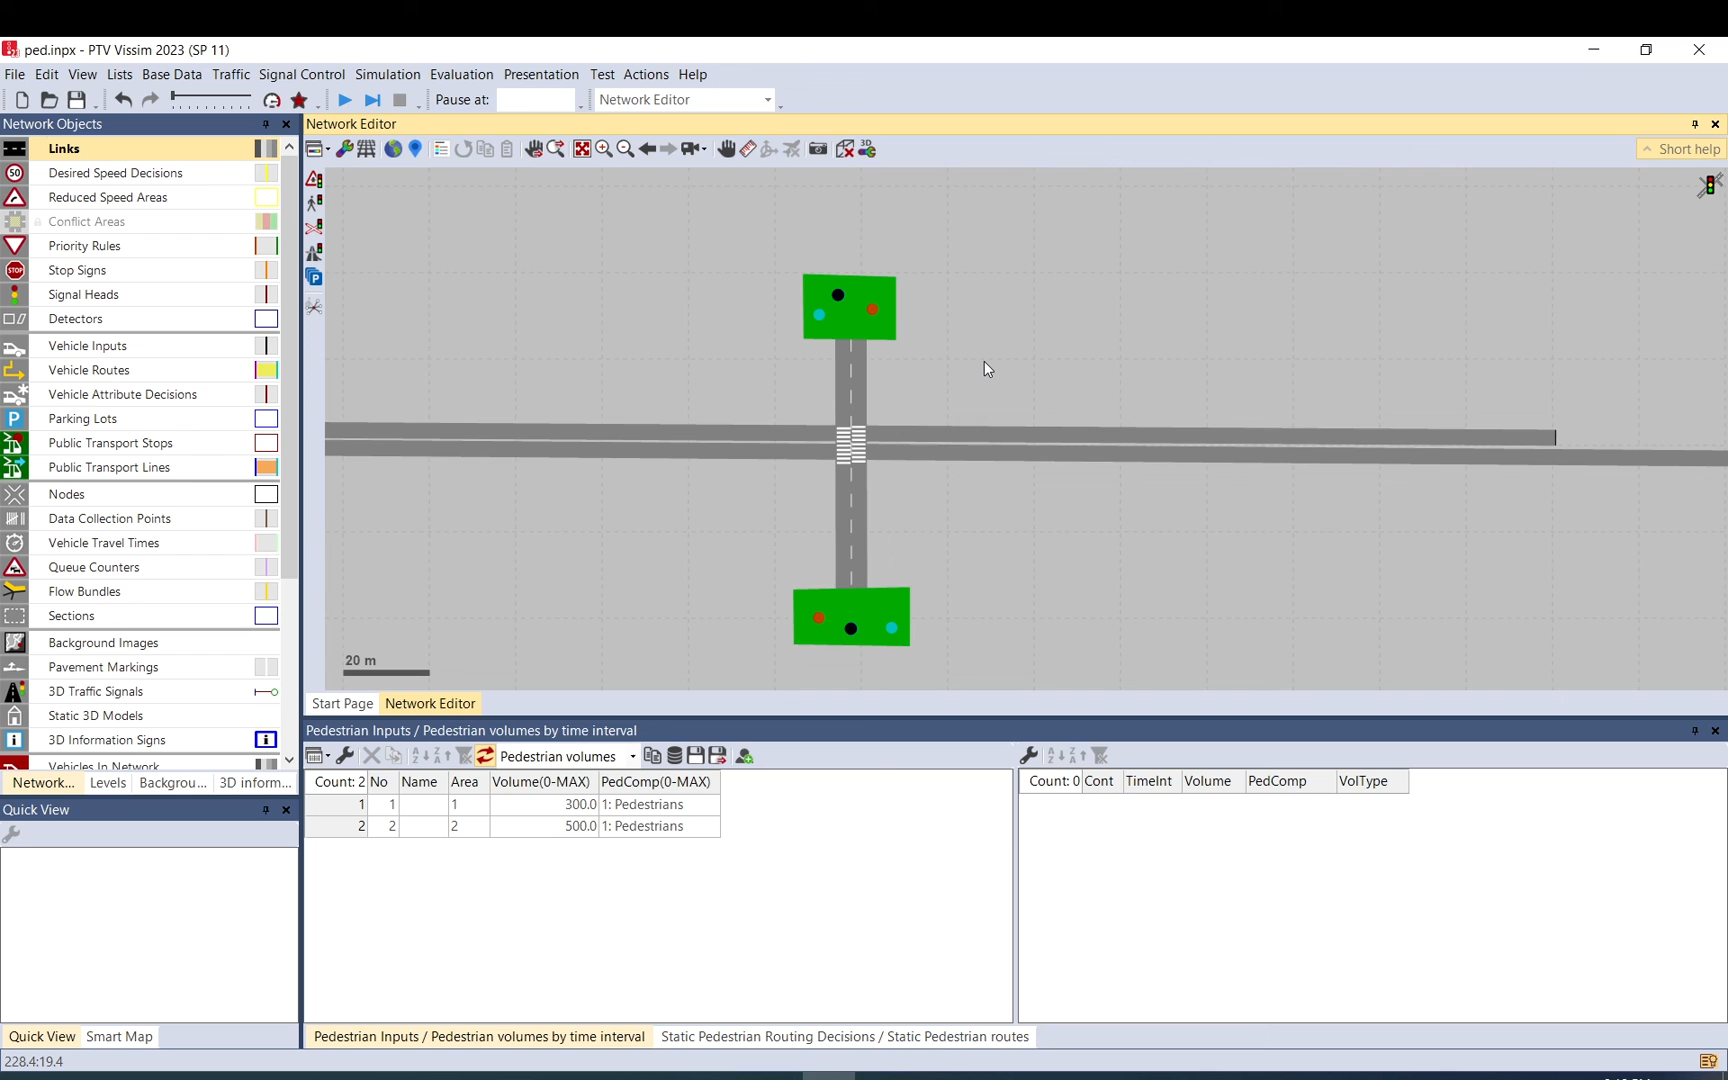 ped.inpx - PTV Vissim 2023 (SP 11)
File Edit View Lists Base Data Traffic Signal Control Simulation Evaluation Presentation Test Actions Help
Pause at: Network Editor
Network Objects
Links
50 Desired Speed Decisions
Reduced Speed Areas
Conflict Areas
Priority Rules
STOP Stop Signs
Signal Heads
Detectors
Vehicle Inputs
Vehicle Routes
Vehicle Attribute Decisions
P Parking Lots
Public Transport Stops
Public Transport Lines
Nodes
Data Collection Points
Vehicle Travel Times
Queue Counters
Flow Bundles
Sections
Background Images
Pavement Markings
3D Traffic Signals
Static 3D Models
3D Information Signs
Vehicles In Network
Network... Levels Backgrou... 3D inform...
Quick View
Quick View Smart Map
Network Editor
3D
Short help
P
20 m
Start Page Network Editor
Pedestrian Inputs / Pedestrian volumes by time interval
Pedestrian volumes
Count: 2 No Name Area Volume(0-MAX) PedComp(0-MAX)
1 1 1 300.0 1: Pedestrians
2 2 2 500.0 1: Pedestrians
Count: 0 Cont TimeInt Volume PedComp VolType
Pedestrian Inputs / Pedestrian volumes by time interval Static Pedestrian Routing Decisions / Static Pedestrian routes
228.4:19.4